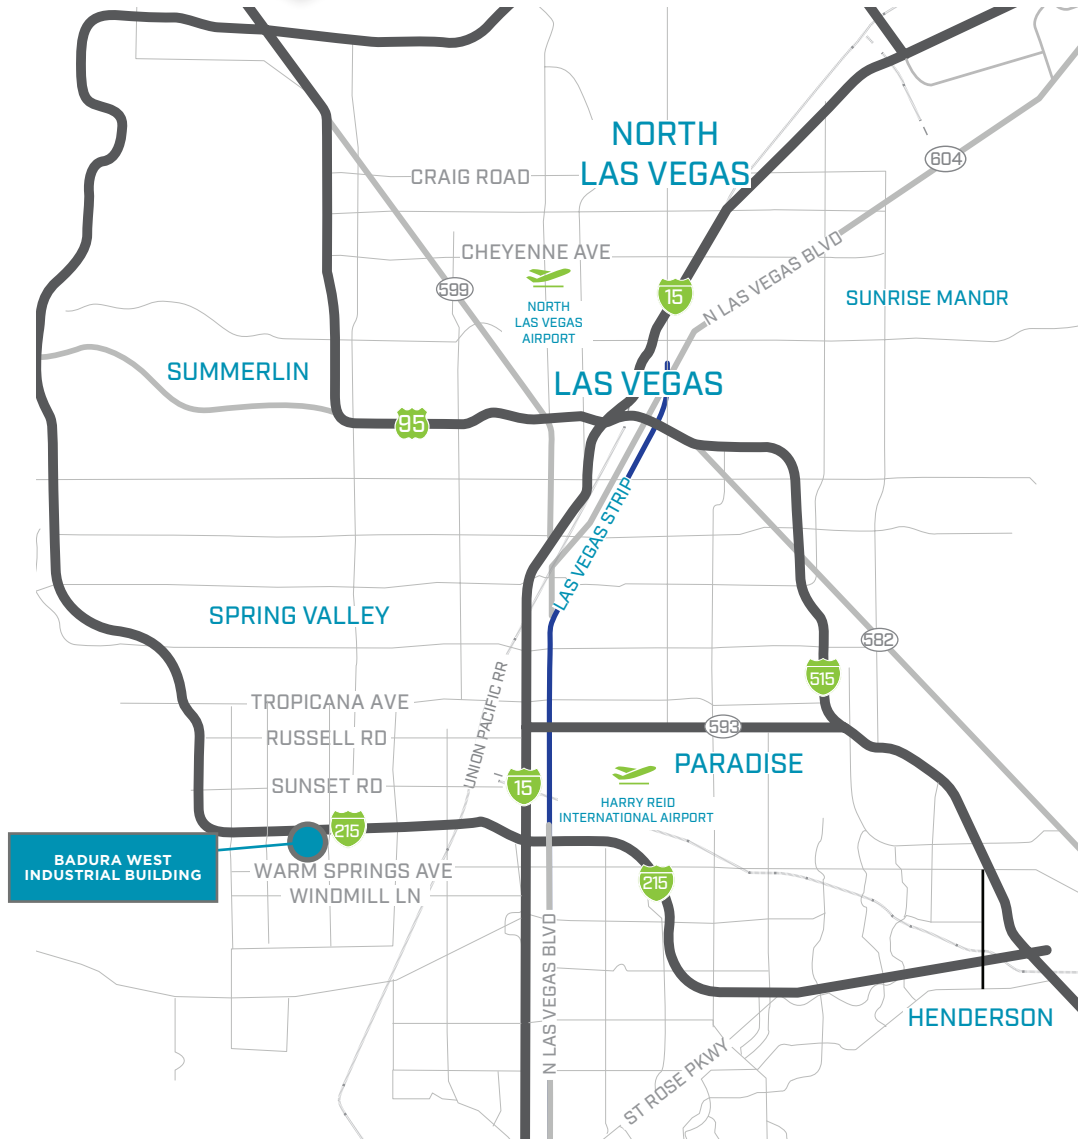 NORTH
LAS VEGAS
604
CRAIG ROAD
N LAS VEGAS BLVD
CHEYENNE AVE
599
NORTH
LAS VEGAS
AIRPORT
15
SUNRISE MANOR
SUMMERLIN
LAS VEGAS
95
LAS VEGAS STRIP
SPRING VALLEY
582
515
UNION PACIFIC RR
TROPICANA AVE
RUSSELL RD
593
PARADISE
SUNSET RD
15
HARRY REID
INTERNATIONAL AIRPORT
215
BADURA WEST
INDUSTRIAL BUILDING
WARM SPRINGS AVE
WINDMILL LN
215
N LAS VEGAS BLVD
HENDERSON
ST ROSE PKWY